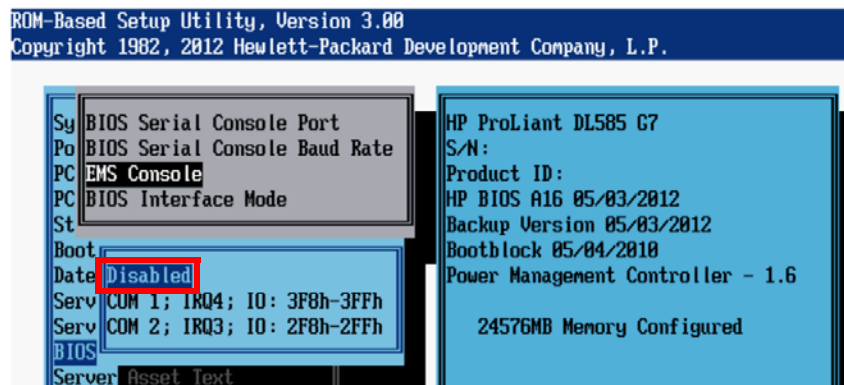 ROM-Based Setup Utility, Version 3.00
Copyright 1982, 2012 Hewlett-Packard Development Company, L.P.
Sy
Po
PC
PC
St
Boot
Date
Serv
Serv
BIOS
Server
BIOS Serial Console Port
BIOS Serial Console Baud Rate
EMS Console
BIOS Interface Mode
Disabled
COM 1; IRQ4; IO: 3F8h-3FFh
COM 2; IRQ3; IO: 2F8h-2FFh
Asset Text
HP ProLiant DL585 G7
S/N:
Product ID:
HP BIOS A16 05/03/2012
Backup Version 05/03/2012
Bootblock 05/04/2010
Power Management Controller - 1.6
24576MB Memory Configured